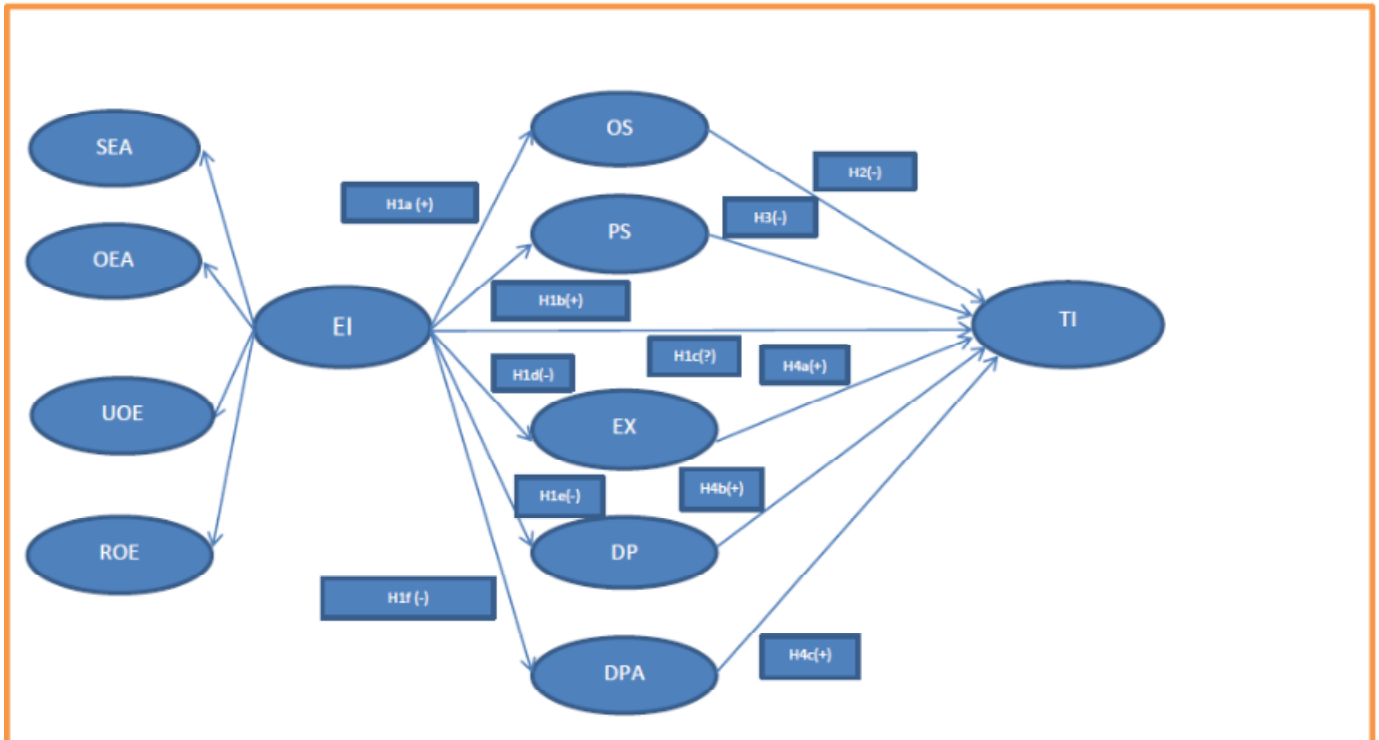 OS
SEA
H2(-)
H1a (+)
H3(-)
PS
OEA
H1b(+)
EI
TI
H1c(?)
H4a(+)
H1d(-)
UOE
EX
H4b(+)
H1e(-)
ROE
DP
H1f (-)
H4c(+)
DPA